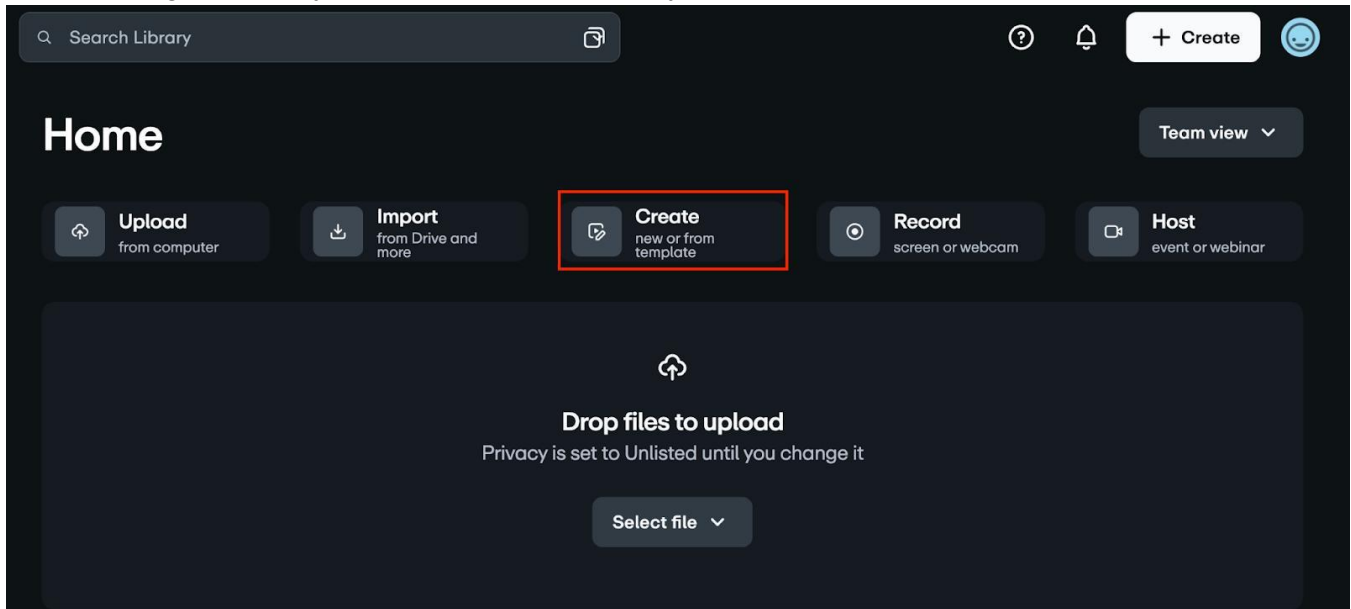 Search Library
+ Create
Home
Team view
Upload
from computer
Import
from Drive and
more
Create
new or from
template
Record
screen or webcam
Host
event or webinar
Drop files to upload
Privacy is set to Unlisted until you change it
Select file